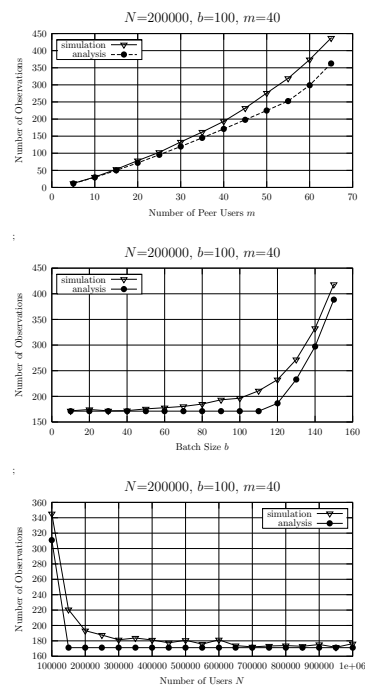 N=200000, b=100, m=40
450
400
350
300
250
200
150
100
50
0
simulation
analysis
Number of Observations
0 10 20 30 40 50 60 70
Number of Peer Users m
;
N=200000, b=100, m=40
450
400
350
300
250
200
150
simulation
analysis
Number of Observations
0 20 40 60 80 100 120 140 160
Batch Size b
;
N=200000, b=100, m=40
360
340
320
300
280
260
240
220
200
180
160
simulation
analysis
Number of Observations
100000 200000 300000 400000 500000 600000 700000 800000 900000 1e+06
Number of Users N